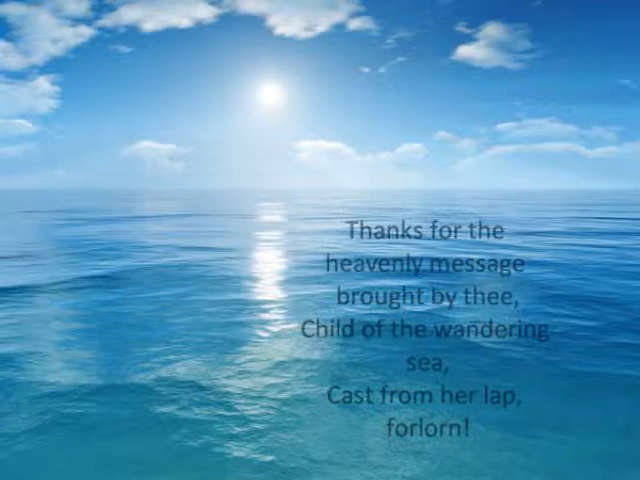 Thanks for the
heavenly message
brought by thee,
Child of the wandering
sea,
Cast from her lap,
forlorn!